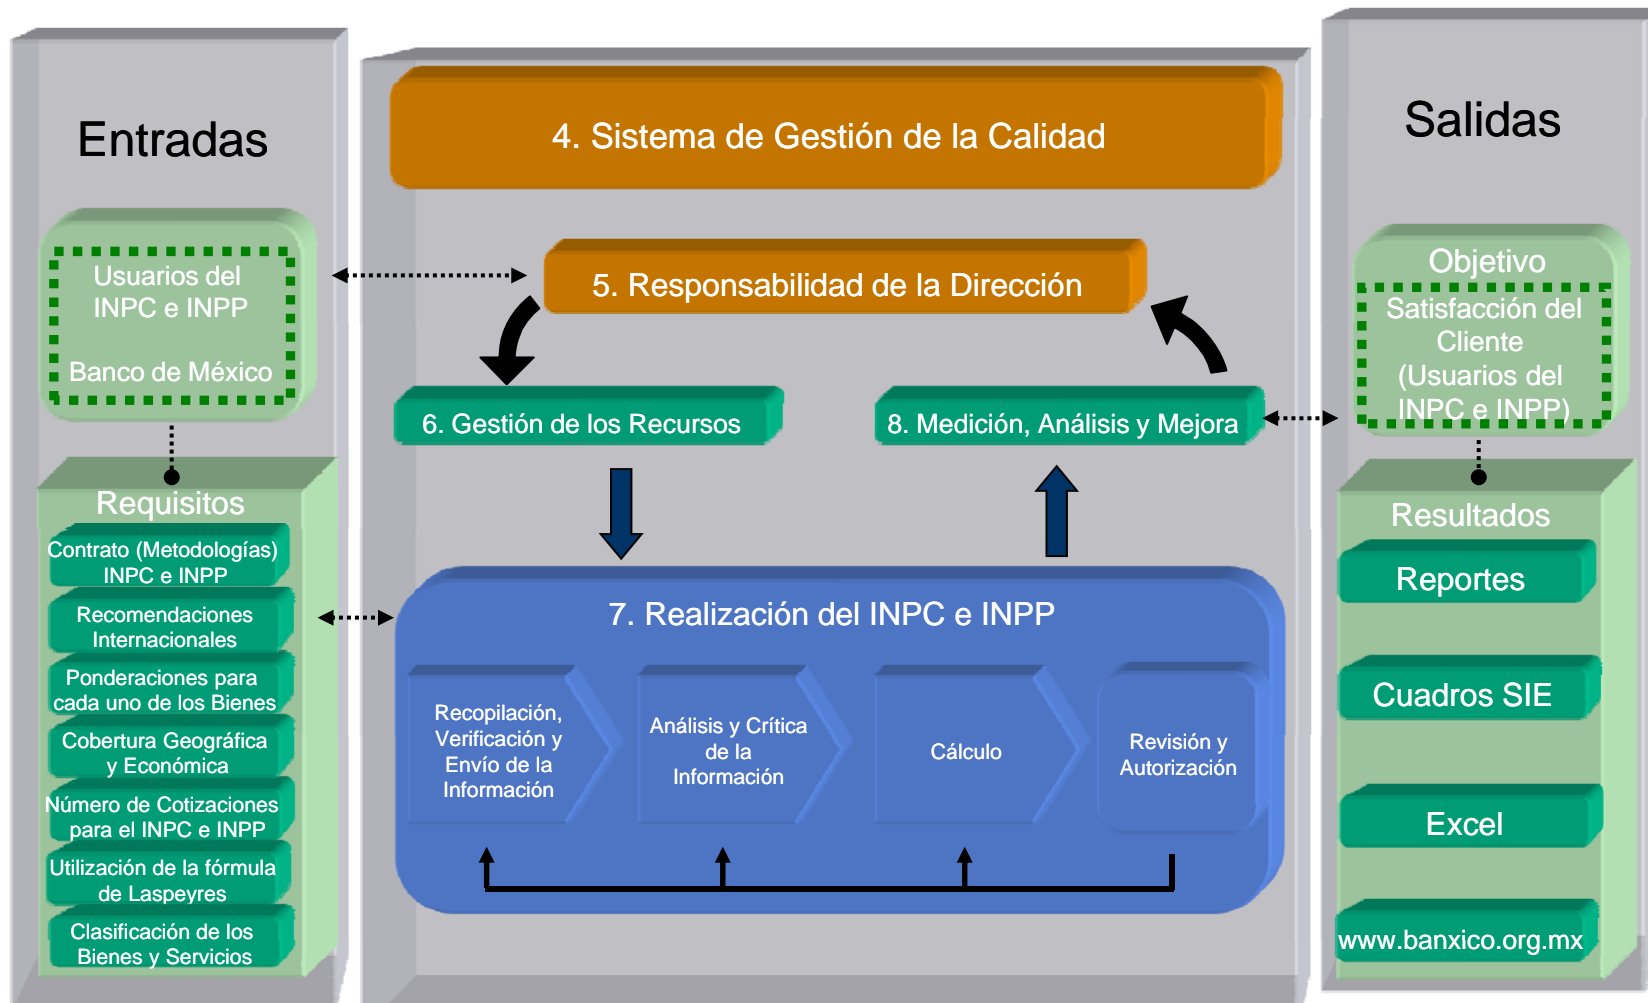 Entradas
Usuarios del
INPC e INPP
Banco de México
Requisitos
Contrato (Metodologías)
INPC e INPP
Recomendaciones
Internacionales
Ponderaciones para
cada uno de los Bienes
Cobertura Geográfica
y Económica
Número de Cotizaciones
para el INPC e INPP
Utilización de la fórmula
de Laspeyres
Clasificación de los
Bienes y Servicios
4. Sistema de Gestión de la Calidad
5. Responsabilidad de la Dirección
6. Gestión de los Recursos
8. Medición, Análisis y Mejora
7. Realización del INPC e INPP
Recopilación,
Verificación y
Envío de la
Información
Análisis y Crítica
de la
Información
Cálculo
Revisión y
Autorización
Salidas
Objetivo
Satisfacción del
Cliente
(Usuarios del
INPC e INPP)
Resultados
Reportes
Cuadros SIE
Excel
www.banxico.org.mx